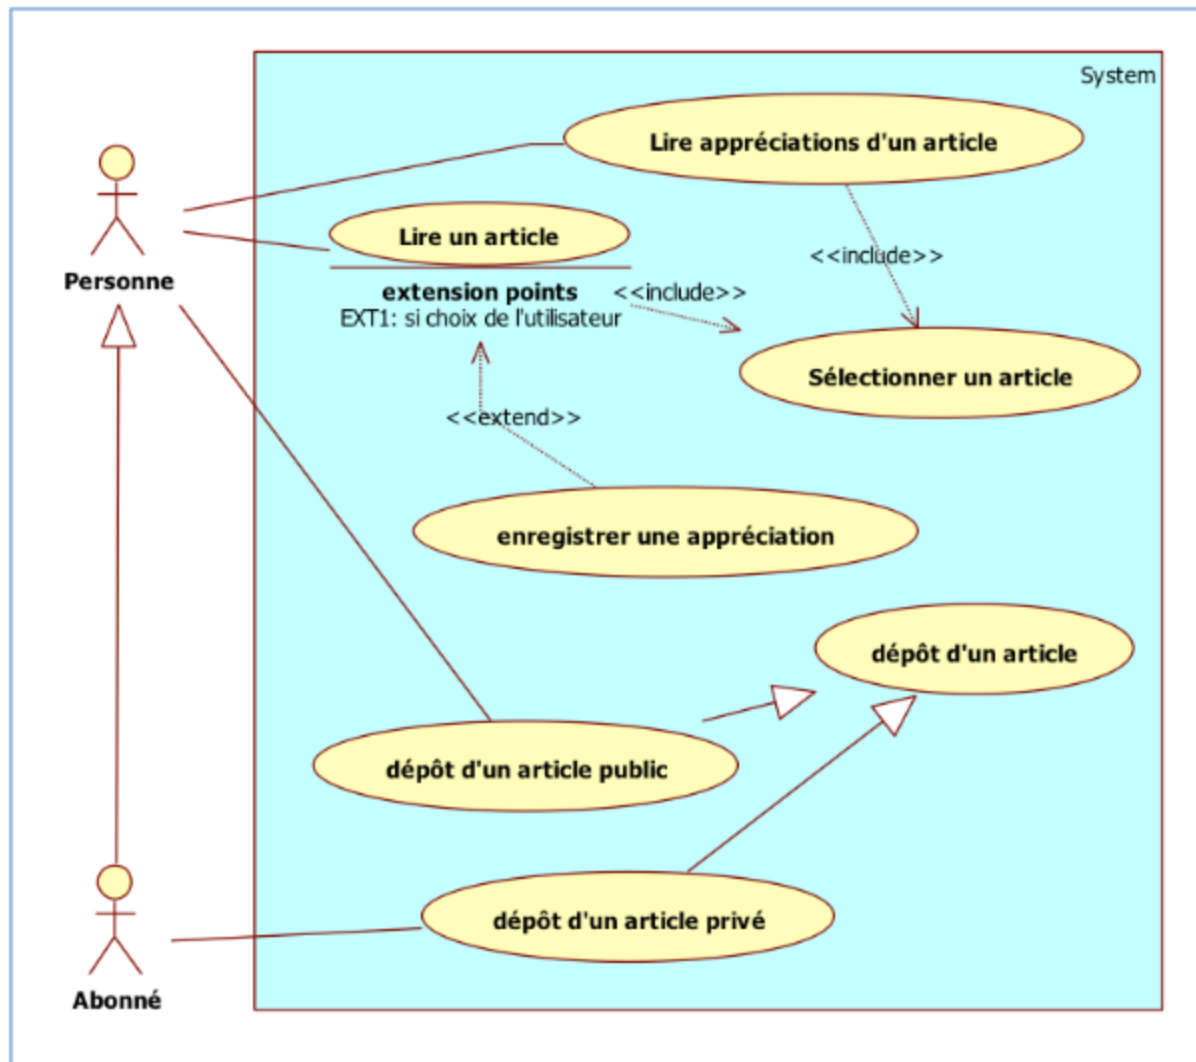 System
Lire appréciations d'un article
Lire un article
<<include>>
Personne
extension points
<<include>>
EXT1: si choix de l'utilisateur
Sélectionner un article
<<extend>>
enregistrer une appréciation
dépôt d'un article
dépôt d'un article public
dépôt d'un article privé
Abonné